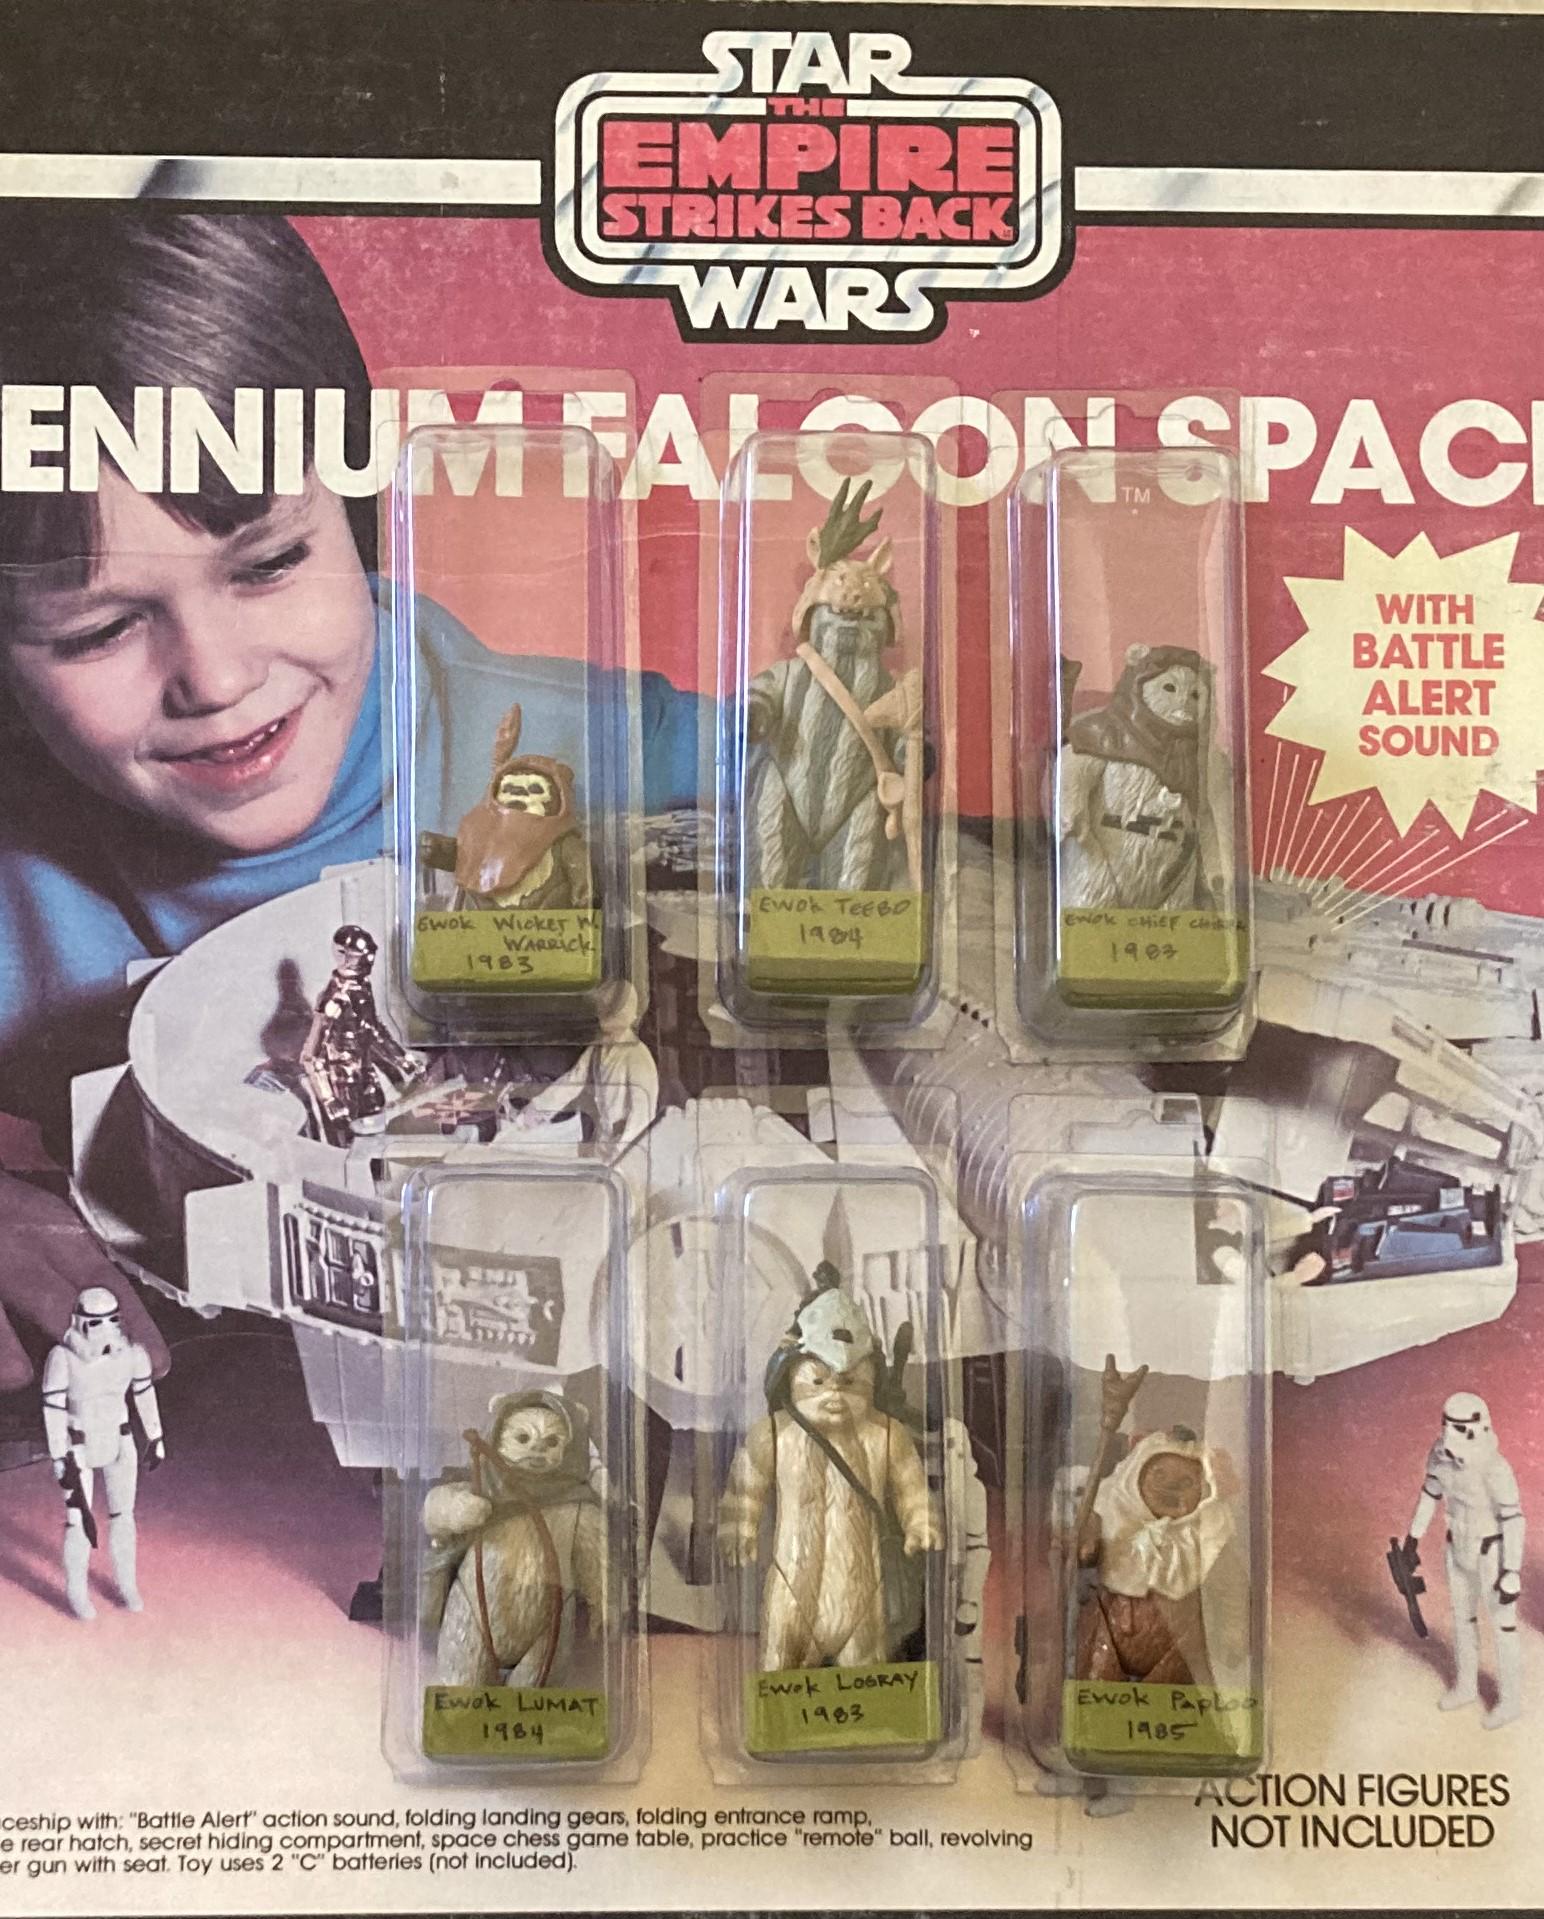 STAR
THE
EMPIRE
STRIKES BACK
WARS
ENNIUM FALCON SPAC
TM
WITH
BATTLE
ALERT
SOUND
EWOK WICKET W.
WARRICK
1983
EWOK TEEBO
1984
EWOK CHIEF
1983
EWOK LUMAT
1984
EWOK LOGRAY
1983
EWOK PAPLOO
1985
ACTION FIGURES
NOT INCLUDED
ceship with: "Battle Alert" action sound, folding landing gears, folding entrance ramp,
e rear hatch, secret hiding compartment, space chess game table, practice "remote" ball, revolving
er gun with seat. Toy uses 2 "C" batteries (not included).